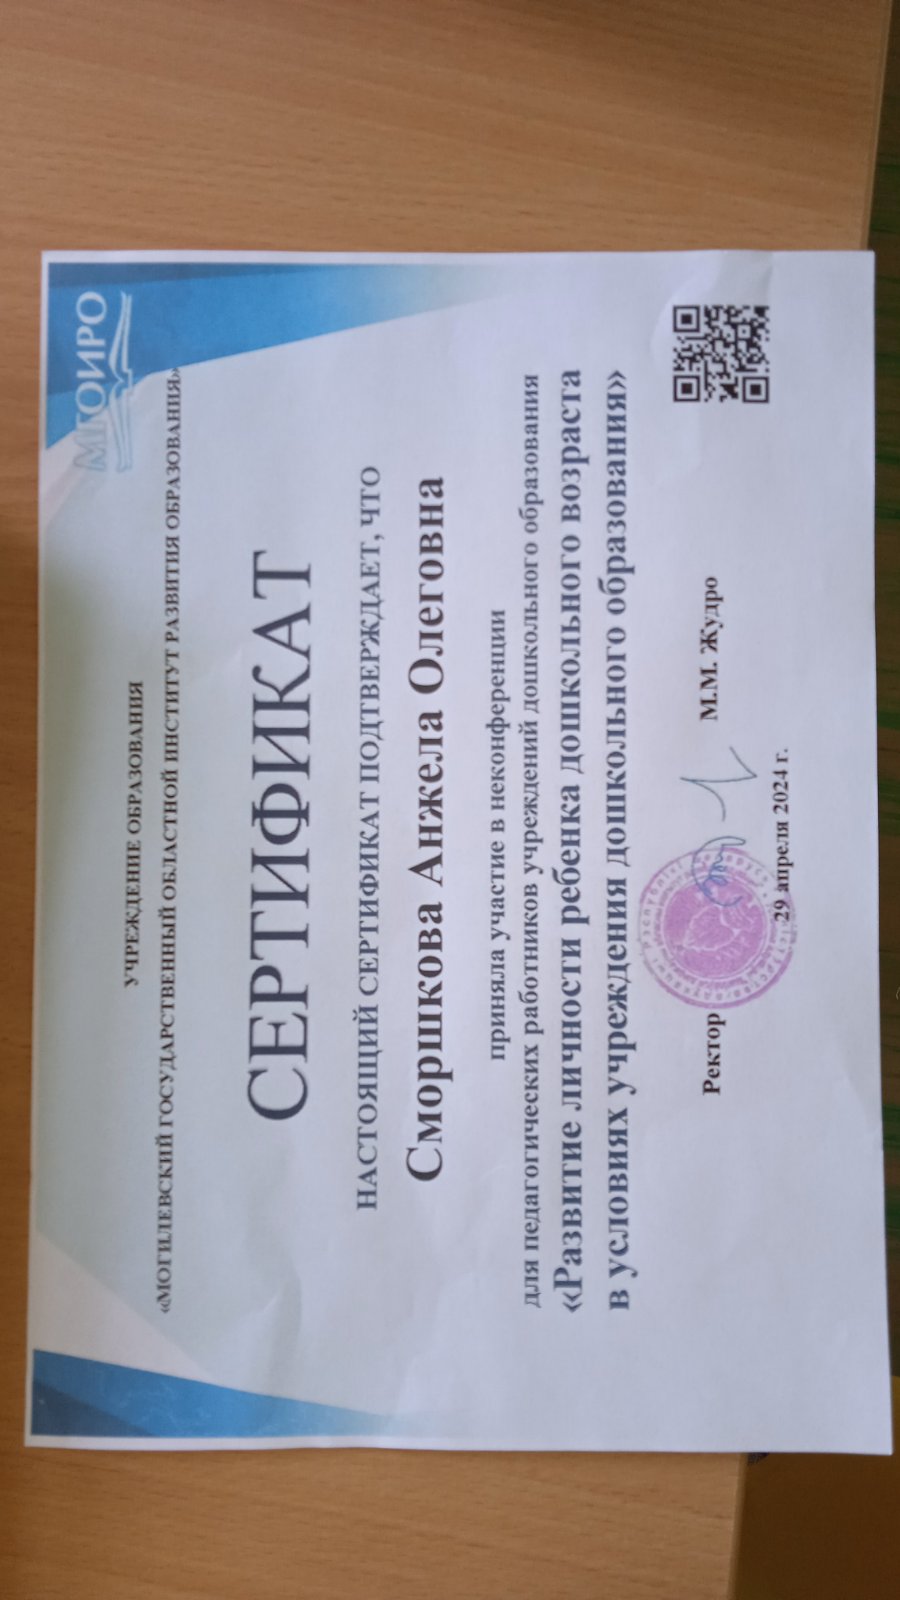 МГОИРО
УЧРЕЖДЕНИЕ ОБРАЗОВАНИЯ
«МОГИЛЕВСКИЙ ГОСУДАРСТВЕННЫЙ ОБЛАСТНОЙ ИНСТИТУТ РАЗВИТИЯ ОБРАЗОВАНИЯ»
СЕРТИФИКАТ
НАСТОЯЩИЙ СЕРТИФИКАТ ПОДТВЕРЖДАЕТ, ЧТО
Сморшкова Анжела Олеговна
приняла участие в неконференции
для педагогических работников учреждений дошкольного образования
«Развитие личности ребенка дошкольного возраста
в условиях учреждения дошкольного образования»
Ректор М.М. Жудро
29 апреля 2024 г.